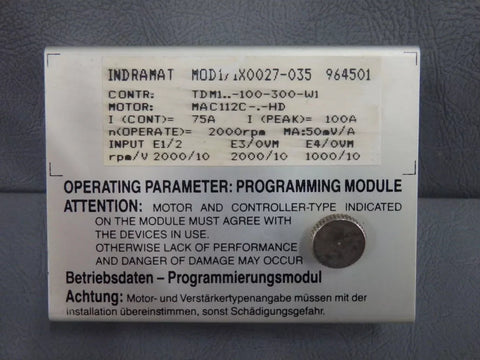 INDRAMAT MOD1/1X0027-035 964501
CONTR: TDM1..-100-300-W1
MOTOR: MAC112C-.-HD
I (CONT)= 75A I (PEAK)= 100A
n(OPERATE)= 2000rpm MA:50mV/A
INPUT E1/2 E3/0VM E4/0VM
rpm/V 2000/10 2000/10 1000/10
OPERATING PARAMETER: PROGRAMMING MODULE
ATTENTION: MOTOR AND CONTROLLER-TYPE INDICATED
ON THE MODULE MUST AGREE WITH
THE DEVICES IN USE.
OTHERWISE LACK OF PERFORMANCE
AND DANGER OF DAMAGE MAY OCCUR
Betriebsdaten – Programmierungsmodul
Achtung: Motor- und Verstärkertypenangabe müssen mit der
Installation übereinstimmen, sonst Schädigungsgefahr.